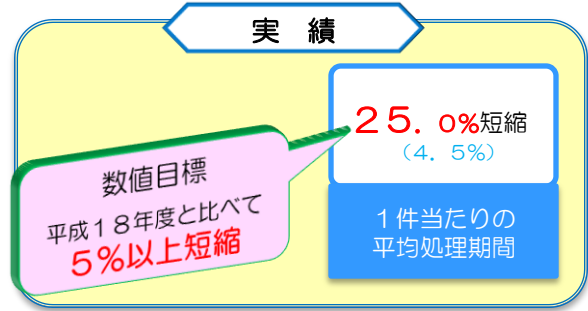 実 績
２５．０%短縮
（４．５％）
数値目標
平成１８年度と比べて
５％以上短縮
１件当たりの
平均処理期間